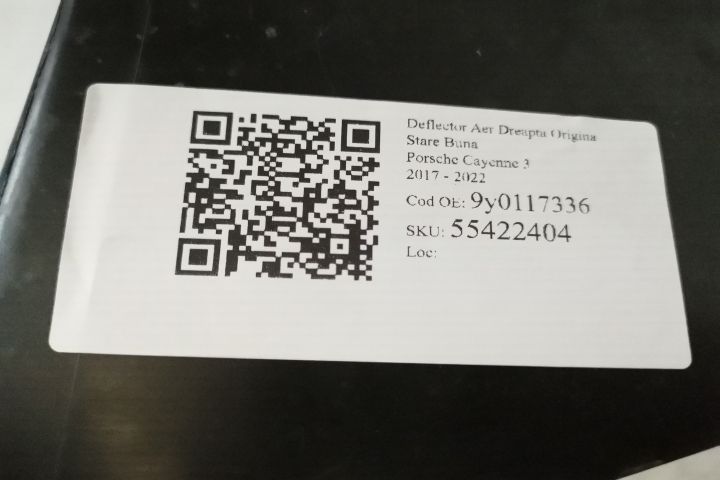 Deflector Aer Dreapta Origina
Stare Buna
Porsche Cayenne 3
2017 - 2022
Cod OE: 9y0117336
SKU: 55422404
Loc: